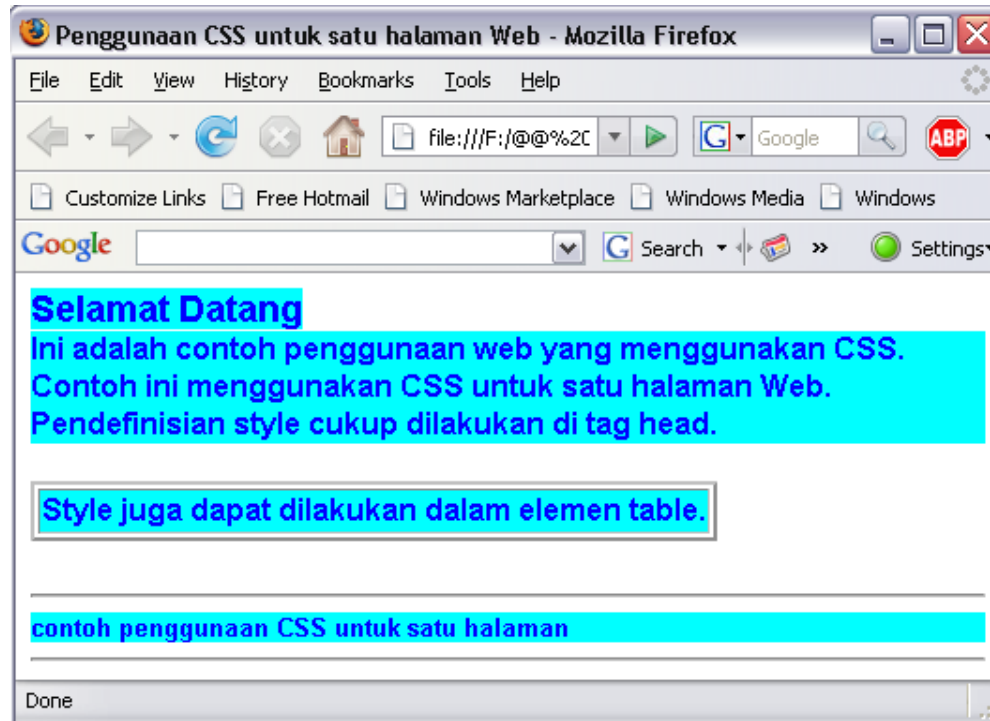 Penggunaan CSS untuk satu halaman Web - Mozilla Firefox
File Edit View History Bookmarks Tools Help
file:///F:/@@%2C G Google ABP
Customize Links Free Hotmail Windows Marketplace Windows Media Windows
Google G Search » Settings
Selamat Datang
Ini adalah contoh penggunaan web yang menggunakan CSS.
Contoh ini menggunakan CSS untuk satu halaman Web.
Pendefinisian style cukup dilakukan di tag head.
Style juga dapat dilakukan dalam elemen table.
contoh penggunaan CSS untuk satu halaman
Done